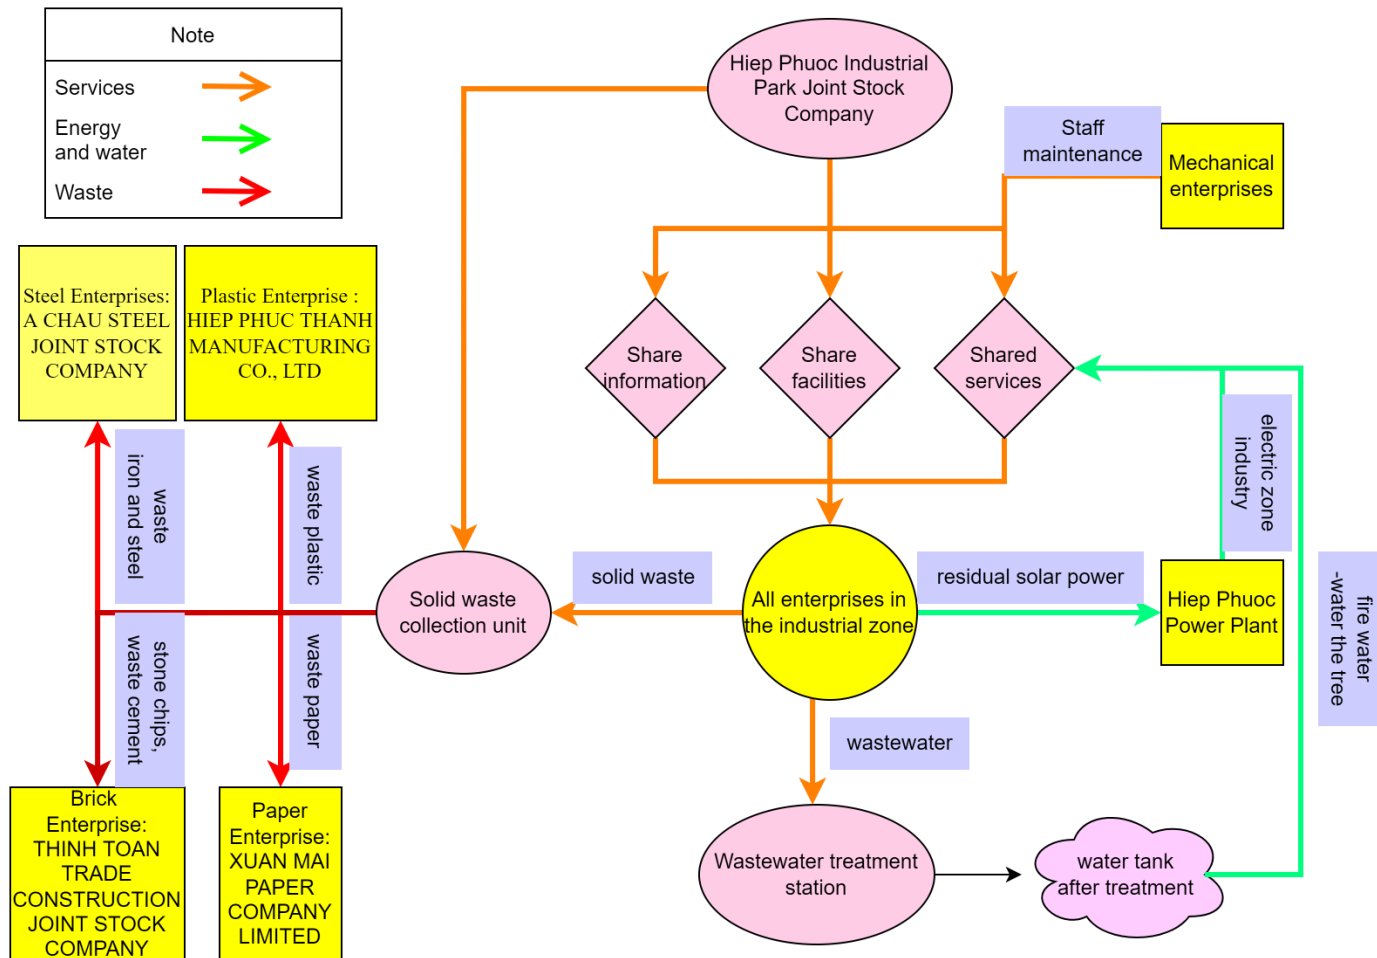 Note
Services
Energy
and water
Waste
Hiep Phuoc Industrial
Park Joint Stock
Company
Staff
maintenance
Mechanical
enterprises
Steel Enterprises:
A CHAU STEEL
JOINT STOCK
COMPANY
Plastic Enterprise :
HIEP PHUC THANH
MANUFACTURING
CO., LTD
Share
information
Share
facilities
Shared
services
waste
iron and steel
waste plastic
electric zone
industry
solid waste
residual solar power
Solid waste
collection unit
All enterprises in
the industrial zone
Hiep Phuoc
Power Plant
fire water
-water the tree
stone chips,
waste cement
waste paper
wastewater
Brick
Enterprise:
THINH TOAN
TRADE
CONSTRUCTION
JOINT STOCK
COMPANY
Paper
Enterprise:
XUAN MAI
PAPER
COMPANY
LIMITED
Wastewater treatment
station
water tank
after treatment